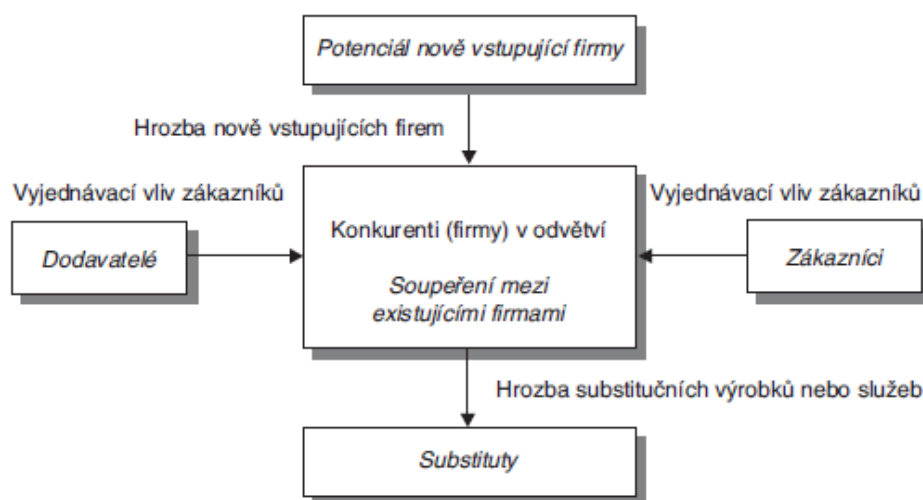 Potenciál nově vstupující firmy
Hrozba nově vstupujících firem
Vyjednávací vliv zákazníků
Vyjednávací vliv zákazníků
Dodavatelé
Konkurenti (firmy) v odvětví
Soupeření mezi
existujícími firmami
Zákazníci
Hrozba substitučních výrobků nebo služeb
Substituty